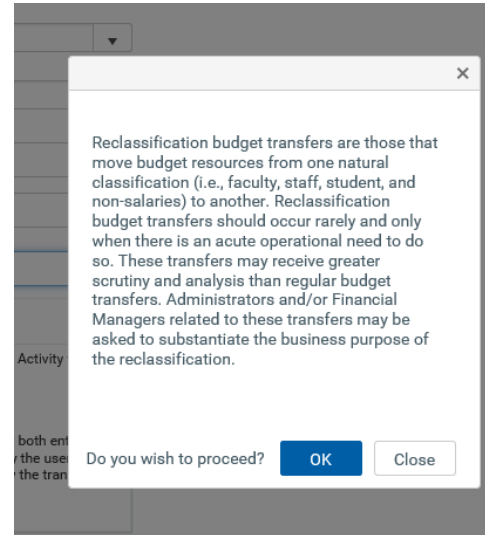 Reclassification budget transfers are those that
move budget resources from one natural
classification (i.e., faculty, staff, student, and
non-salaries) to another. Reclassification
budget transfers should occur rarely and only
when there is an acute operational need to do
so. These transfers may receive greater
scrutiny and analysis than regular budget
transfers. Administrators and/or Financial
Managers related to these transfers may be
asked to substantiate the business purpose of
the reclassification.
Activity
both ent
the use
the tran
Do you wish to proceed? OK Close